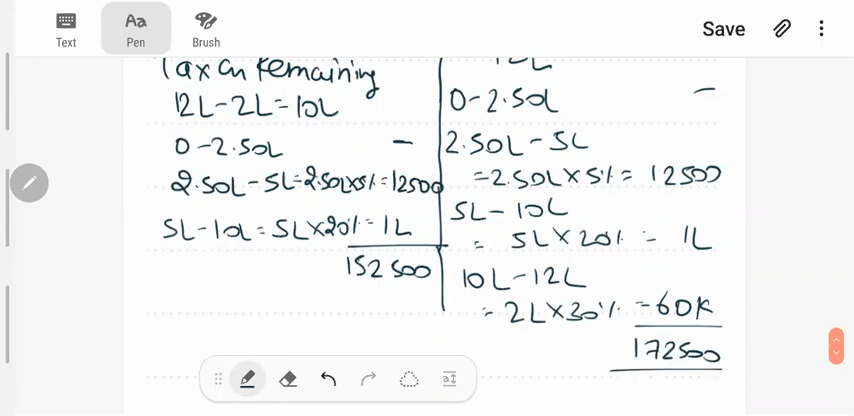 Text
Aa
Pen
Brush
Save
Tax on Remaining
12L-2L=10L
0-2.50L -
2.50L-5L=2.50LX5%=12500
5L-10L=5LX20%=1L
152500
12L
0-2.50L -
2.50L-5L
=2.50LX5%=12500
5L-10L
= 5LX20% = 1L
10L-12L
= 2LX30% =60K
172500